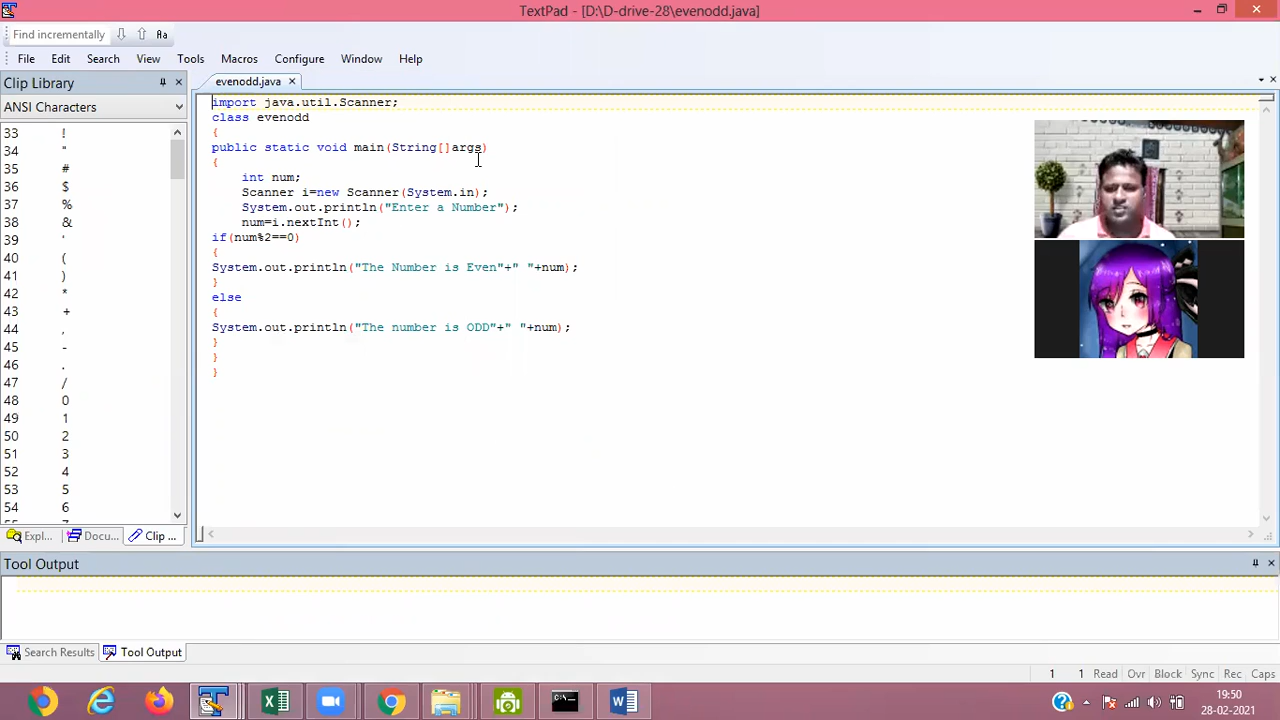 TextPad - [D:\D-drive-28\evenodd.java]
Find incrementally
Aa
File Edit Search View Tools Macros Configure Window Help
Clip Library
evenodd.java
ANSI Characters
33 !
34 "
35 #
36 $
37 %
38 &
39 '
40 (
41 )
42 *
43 +
44 ,
45 -
46 .
47 /
48 0
49 1
50 2
51 3
52 4
53 5
54 6
import java.util.Scanner;
class evenodd
{
public static void main(String[]args)
{
int num;
Scanner i=new Scanner(System.in);
System.out.println("Enter a Number");
num=i.nextInt();
if(num%2==0)
{
System.out.println("The Number is Even"+" "+num);
}
else
{
System.out.println("The number is ODD"+" "+num);
}
}
}
Expl... Docu... Clip ...
Tool Output
Search Results Tool Output
1 1 Read Ovr Block Sync Rec Caps
19:50
28-02-2021